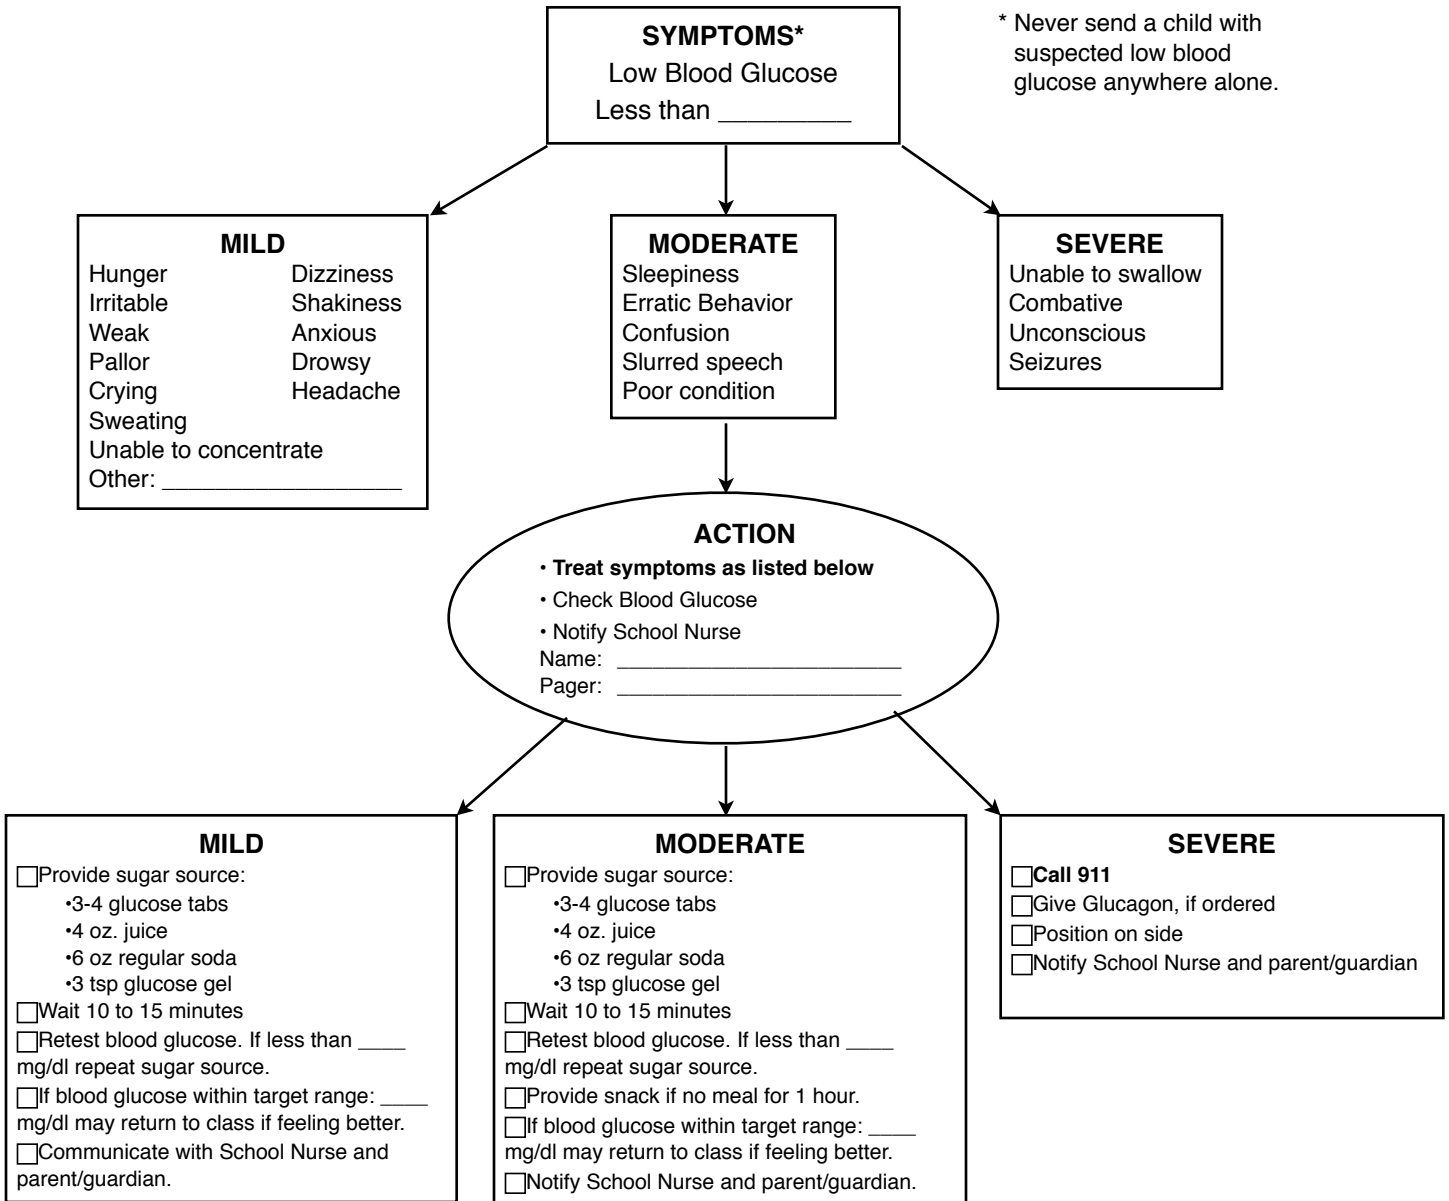 SYMPTOMS*
Low Blood Glucose
Less than _________
* Never send a child with
suspected low blood
glucose anywhere alone.
MILD
Hunger Dizziness
Irritable Shakiness
Weak Anxious
Pallor Drowsy
Crying Headache
Sweating
Unable to concentrate
Other: ___________________
MODERATE
Sleepiness
Erratic Behavior
Confusion
Slurred speech
Poor condition
SEVERE
Unable to swallow
Combative
Unconscious
Seizures
ACTION
• Treat symptoms as listed below
• Check Blood Glucose
• Notify School Nurse
Name: ________________________
Pager: ________________________
MILD
☐Provide sugar source:
•3-4 glucose tabs
•4 oz. juice
•6 oz regular soda
•3 tsp glucose gel
☐Wait 10 to 15 minutes
☐Retest blood glucose. If less than ____
mg/dl repeat sugar source.
☐If blood glucose within target range: ____
mg/dl may return to class if feeling better.
☐Communicate with School Nurse and
parent/guardian.
MODERATE
☐Provide sugar source:
•3-4 glucose tabs
•4 oz. juice
•6 oz regular soda
•3 tsp glucose gel
☐Wait 10 to 15 minutes
☐Retest blood glucose. If less than ____
mg/dl repeat sugar source.
☐Provide snack if no meal for 1 hour.
☐If blood glucose within target range: ____
mg/dl may return to class if feeling better.
☐Notify School Nurse and parent/guardian.
SEVERE
☐Call 911
☐Give Glucagon, if ordered
☐Position on side
☐Notify School Nurse and parent/guardian